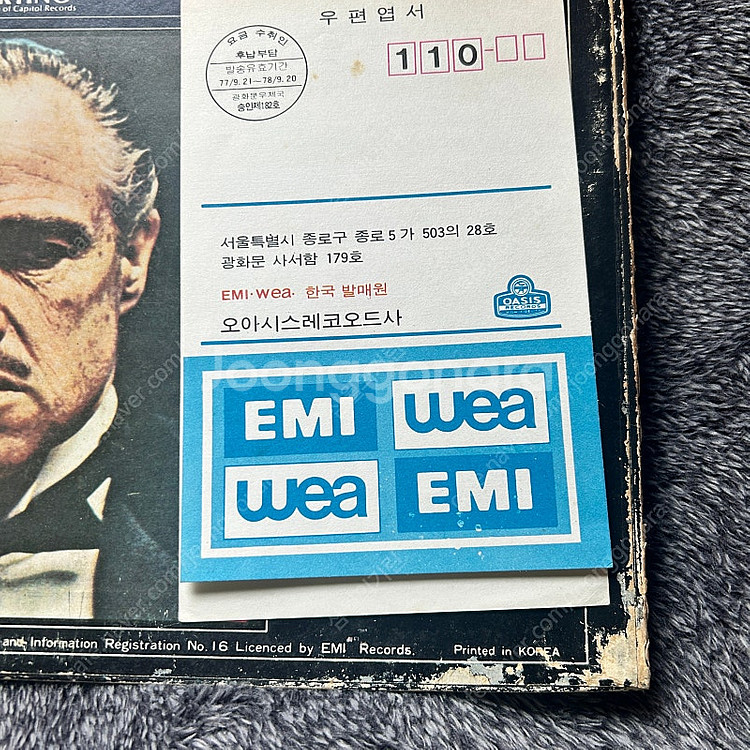 of Capitol Records
우편엽서
요금 수취인
후납부담
발송유효기간
77/9.21~78/9.20
광화문우체국
승인제182호
110-
서울특별시 종로구 종로5가 503의 28호
광화문 사서함 179호
EMI·wea· 한국 발매원
오아시스레코오드사
OASIS
RECORDS
joonggonara
EMI wea
wea EMI
and Information Registration No.16 Licenced by EMI Records. Printed in KOREA